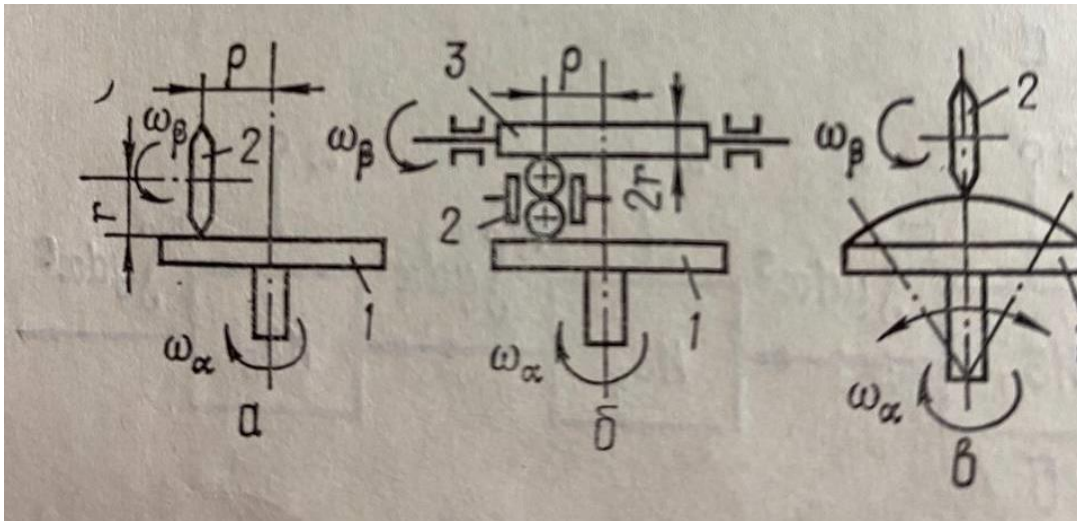 ρ 3 ρ
ω_β 2 ω_β 2r ω_β 2
r 2
1 1
ω_α ω_α ω_α
а б в